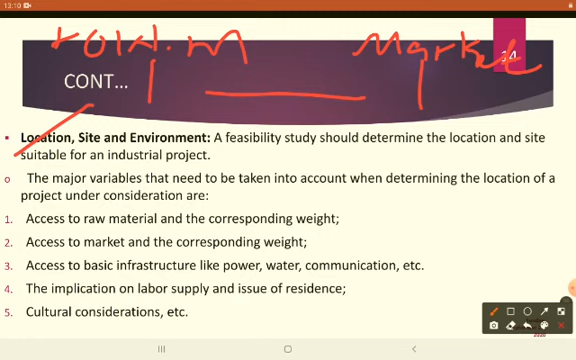 13:10
row.m Market
CONT...
▪ Location, Site and Environment: A feasibility study should determine the location and site
suitable for an industrial project.
o The major variables that need to be taken into account when determining the location of a
project under consideration are:
1. Access to raw material and the corresponding weight;
2. Access to market and the corresponding weight;
3. Access to basic infrastructure like power, water, communication, etc.
4. The implication on labor supply and issue of residence;
5. Cultural considerations, etc.
2020